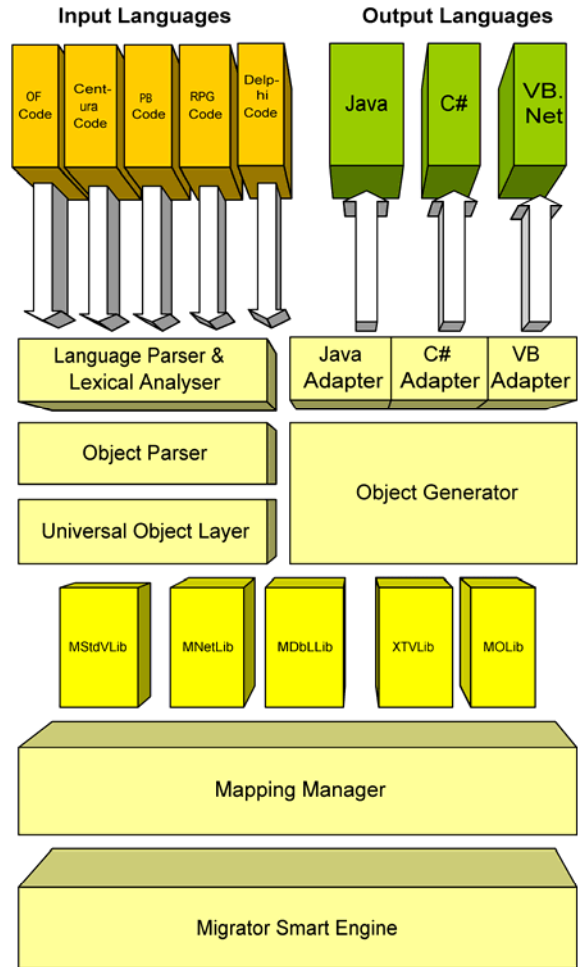 Input Languages
Output Languages
OF
Code
Cent-
ura
Code
PB
Code
RPG
Code
Delp-
hi
Code
Java
C#
VB.
Net
Language Parser &
Lexical Analyser
Java
Adapter
C#
Adapter
VB
Adapter
Object Parser
Universal Object Layer
Object Generator
MStdVLib
MNetLib
MDbLLib
XTVLib
MOLib
Mapping Manager
Migrator Smart Engine